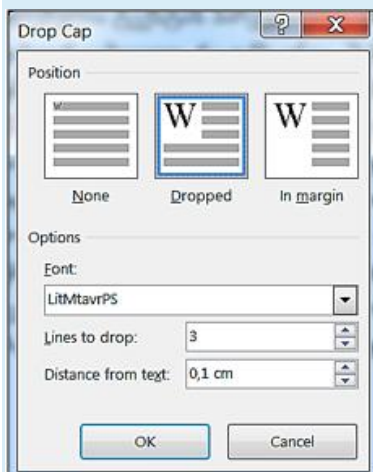 Drop Cap
Position
W W W
None Dropped In margin
Options
Font:
LitMtavrPS
Lines to drop: 3
Distance from text: 0,1 cm
OK Cancel